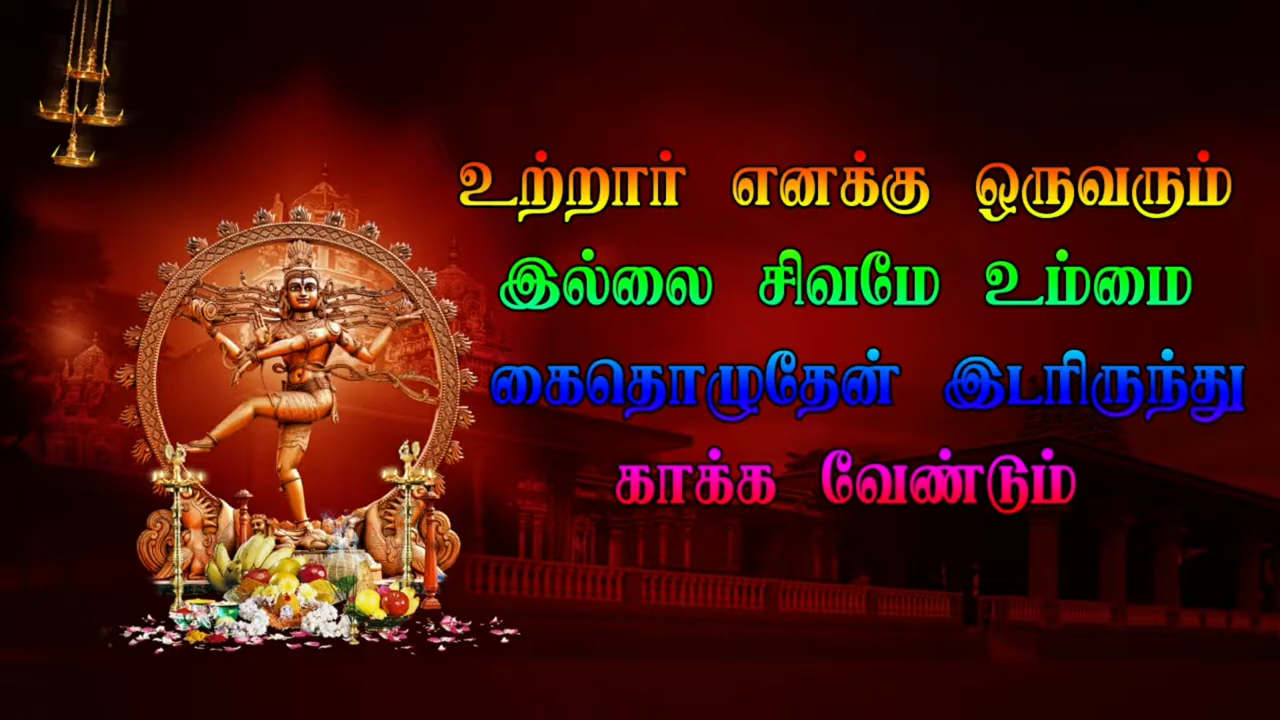 உற்றார் எனக்கு ஒருவரும்
இல்லை சிவமே உம்மை
கைதொழுதேன் இடரிருந்து
காக்க வேண்டும்